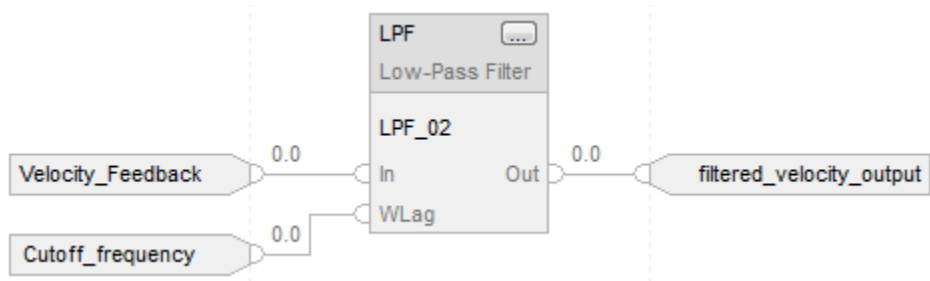 LPF ...
Low-Pass Filter
LPF_02
Velocity_Feedback 0.0 In Out 0.0 filtered_velocity_output
WLag
Cutoff_frequency 0.0